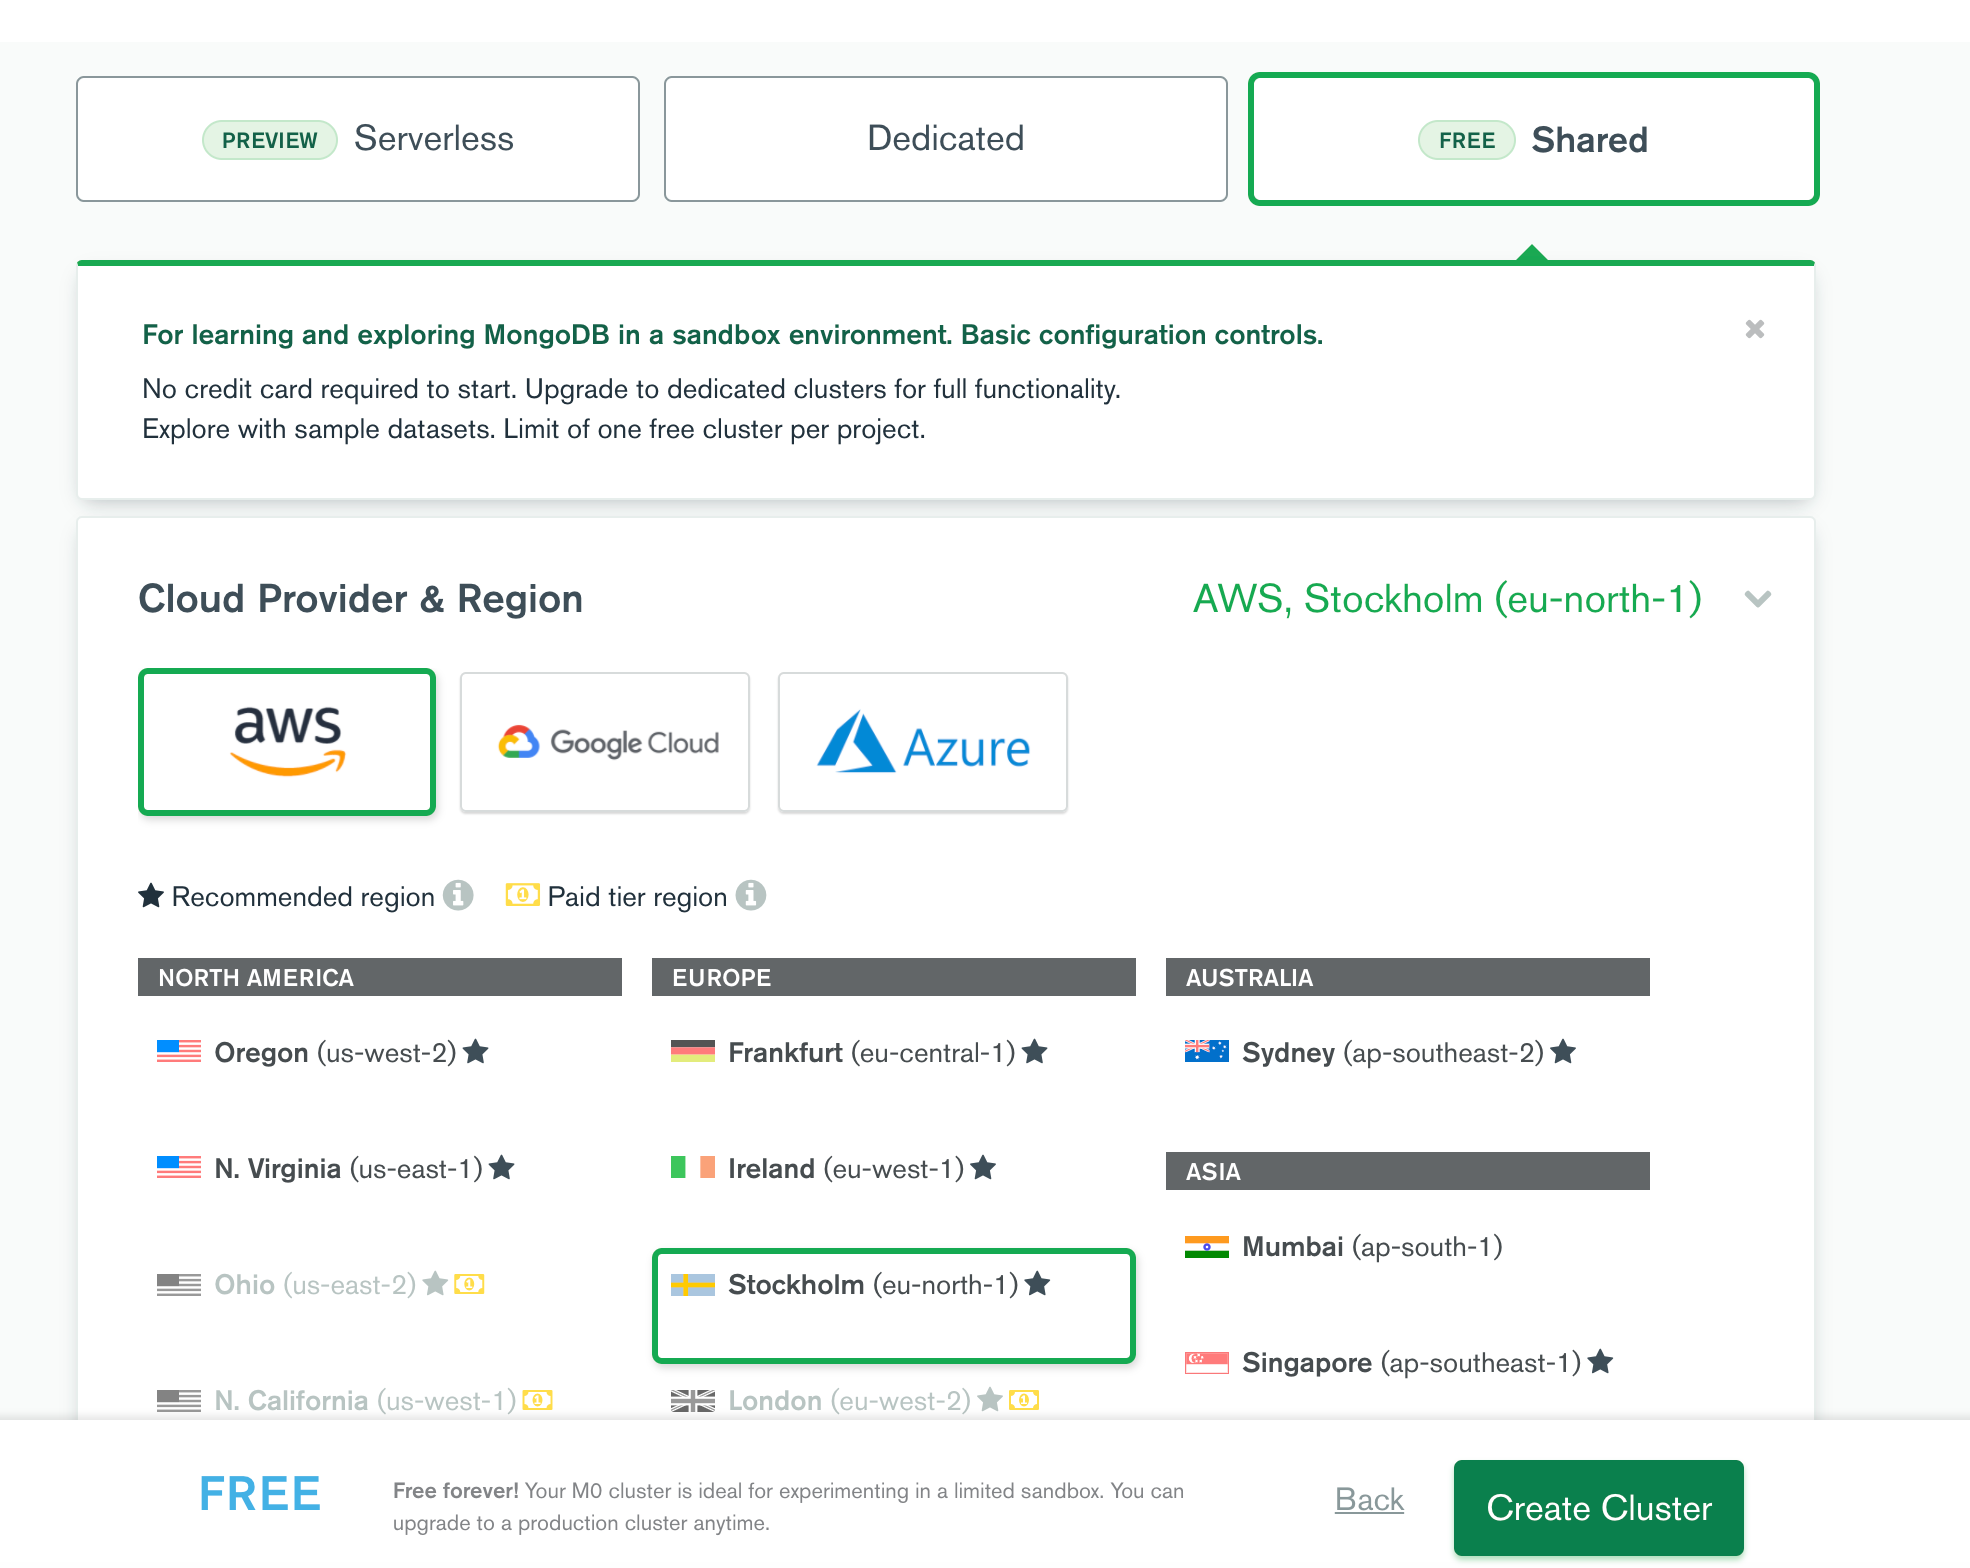 PREVIEW Serverless
Dedicated
FREE Shared
For learning and exploring MongoDB in a sandbox environment. Basic configuration controls.
No credit card required to start. Upgrade to dedicated clusters for full functionality.
Explore with sample datasets. Limit of one free cluster per project.
Cloud Provider & Region
AWS, Stockholm (eu-north-1)
aws
Google Cloud
Azure
Recommended region
Paid tier region
NORTH AMERICA
Oregon (us-west-2)
N. Virginia (us-east-1)
Ohio (us-east-2)
N. California (us-west-1)
EUROPE
Frankfurt (eu-central-1)
Ireland (eu-west-1)
Stockholm (eu-north-1)
London (eu-west-2)
AUSTRALIA
Sydney (ap-southeast-2)
ASIA
Mumbai (ap-south-1)
Singapore (ap-southeast-1)
FREE
Free forever! Your M0 cluster is ideal for experimenting in a limited sandbox. You can
upgrade to a production cluster anytime.
Back
Create Cluster